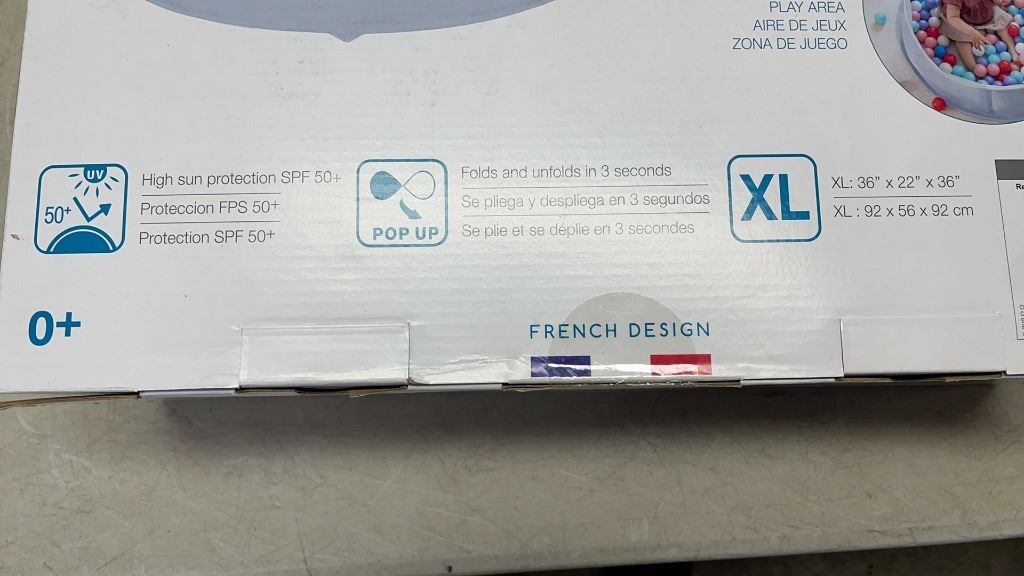 PLAY AREA
AIRE DE JEUX
ZONA DE JUEGO
UV
50+
High sun protection SPF 50+
Proteccion FPS 50+
Protection SPF 50+
POP UP
Folds and unfolds in 3 seconds
Se pliega y despliega en 3 segundos
Se plie et se déplie en 3 secondes
XL
XL: 36" x 22" x 36"
XL : 92 x 56 x 92 cm
0+
FRENCH DESIGN